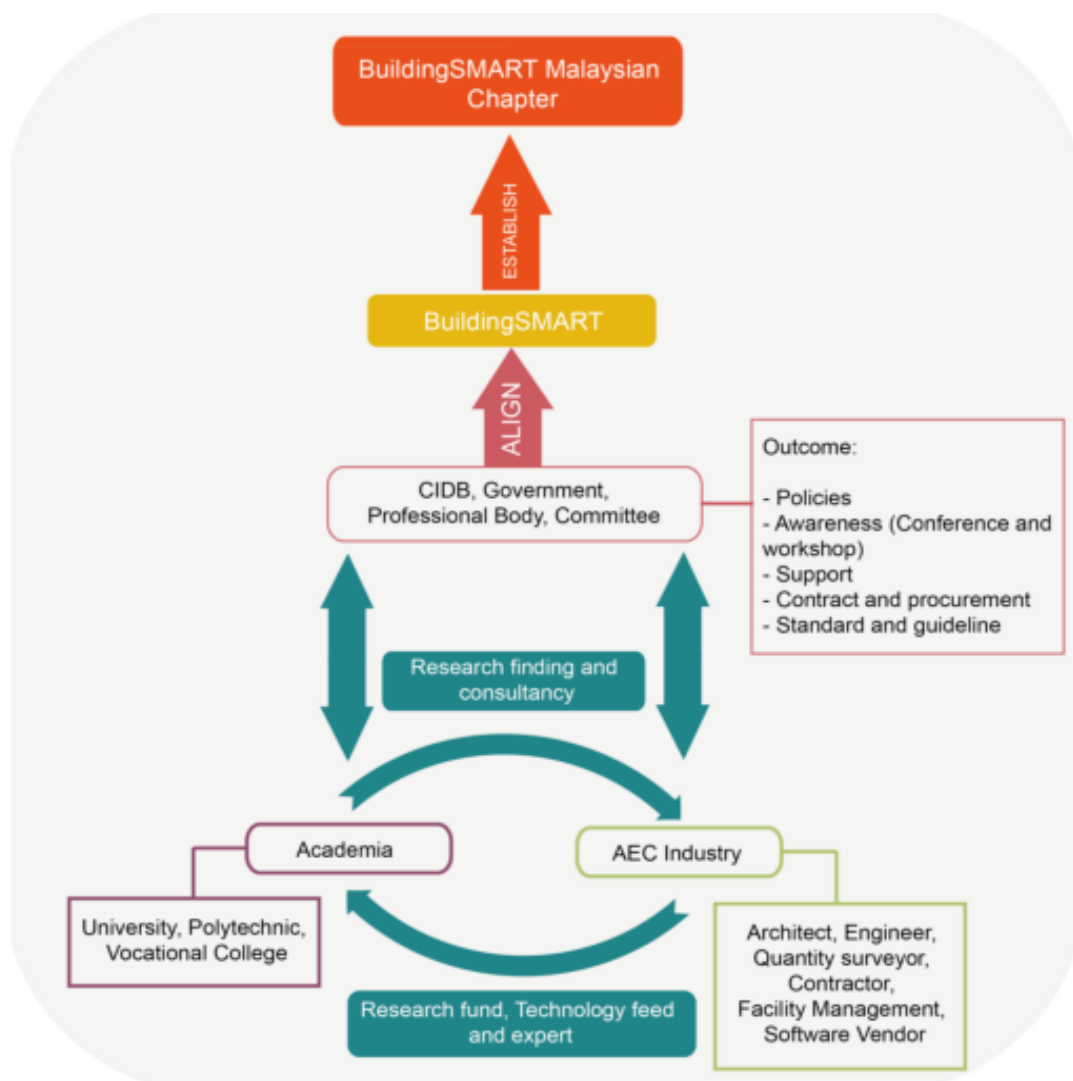 BuildingSMART Malaysian
Chapter
ESTABLISH
BuildingSMART
ALIGN
CIDB, Government,
Professional Body, Committee
Outcome:
- Policies
- Awareness (Conference and
workshop)
- Support
- Contract and procurement
- Standard and guideline
Research finding and
consultancy
Academia
AEC Industry
University, Polytechnic,
Vocational College
Architect, Engineer,
Quantity surveyor,
Contractor,
Facility Management,
Software Vendor
Research fund, Technology feed
and expert